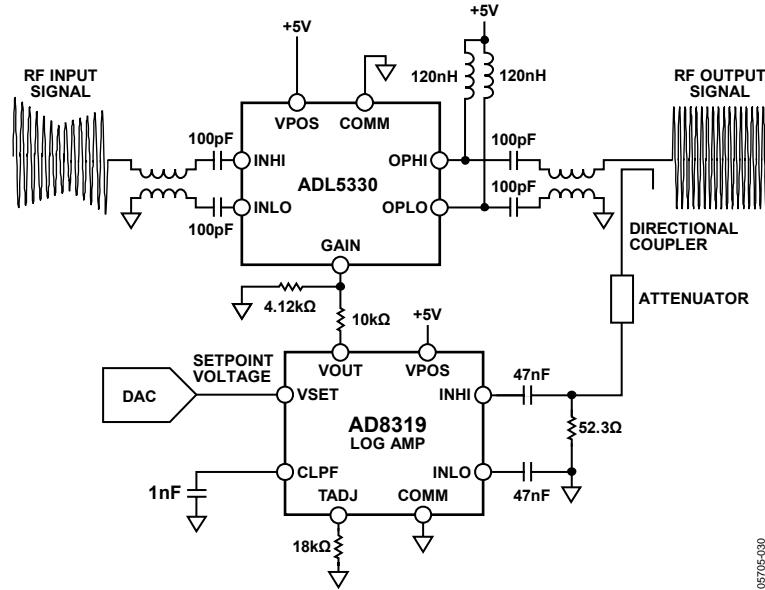 +5V
+5V
RF INPUT
SIGNAL
120nH
120nH
RF OUTPUT
SIGNAL
VPOS
COMM
100pF
INHI
OPHI
100pF
ADL5330
100pF
INLO
OPLO
100pF
GAIN
DIRECTIONAL
COUPLER
4.12kΩ
10kΩ
+5V
ATTENUATOR
SETPOINT
VOLTAGE
VOUT
VPOS
DAC
VSET
INHI
47nF
AD8319
LOG AMP
52.3Ω
CLPF
INLO
1nF
TADJ
COMM
47nF
18kΩ
05705-030